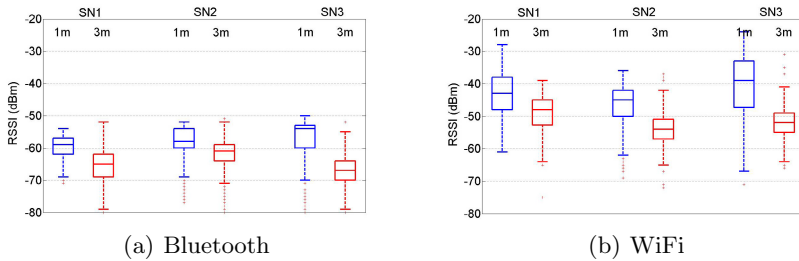 SN1 SN2 SN3
-20
1m 3m 1m 3m 1m 3m
-30
-40
-50
-60
-70
-80
RSSI (dBm)
(a) Bluetooth
SN1 SN2 SN3
-20
1m 3m 1m 3m 1m 3m
-30
-40
-50
-60
-70
-80
RSSI (dBm)
(b) WiFi